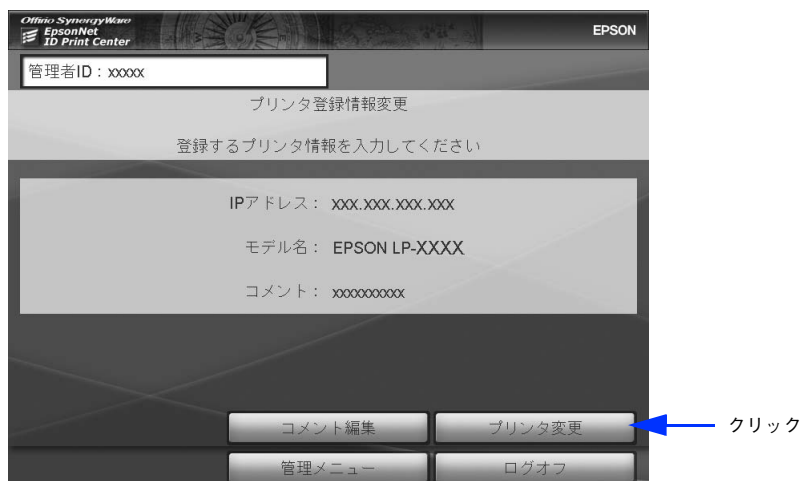 Offirio SynergyWare
EpsonNet
ID Print Center
EPSON
管理者ID：xxxxx
プリンタ登録情報変更
登録するプリンタ情報を入力してください
IPアドレス： xxx.xxx.xxx.xxx
モデル名： EPSON LP-XXXX
コメント： xxxxxxxxxx
コメント編集 プリンタ変更 クリック
管理メニュー ログオフ